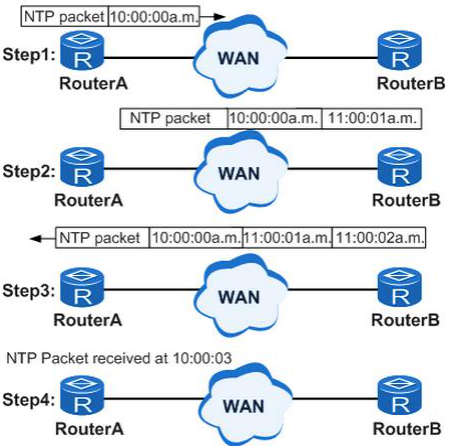 NTP packet 10:00:00a.m.
Step1:
R
WAN
RouterA
RouterB
R
NTP packet 10:00:00a.m. 11:00:01a.m.
Step2:
R
WAN
R
RouterA
RouterB
NTP packet 10:00:00a.m. 11:00:01a.m. 11:00:02a.m.
Step3:
R
WAN
R
RouterA
RouterB
NTP Packet received at 10:00:03
Step4:
R
WAN
R
RouterA
RouterB